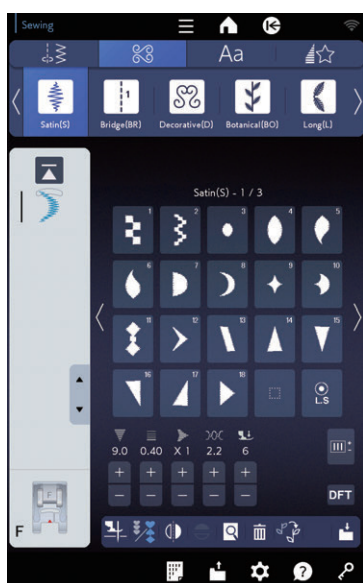 Sewing
Aa
1
Satin(S) Bridge(BR) Decorative(D) Botanical(BO) Long(L)
Satin(S) - 1 / 3
1 2 3 4 5
6 7 8 9 10
11 12 13 14 15
16 17 18 L.S
9.0 0.40 X 1 2.2 6
+ + + +
− − − −
DFT
F
?